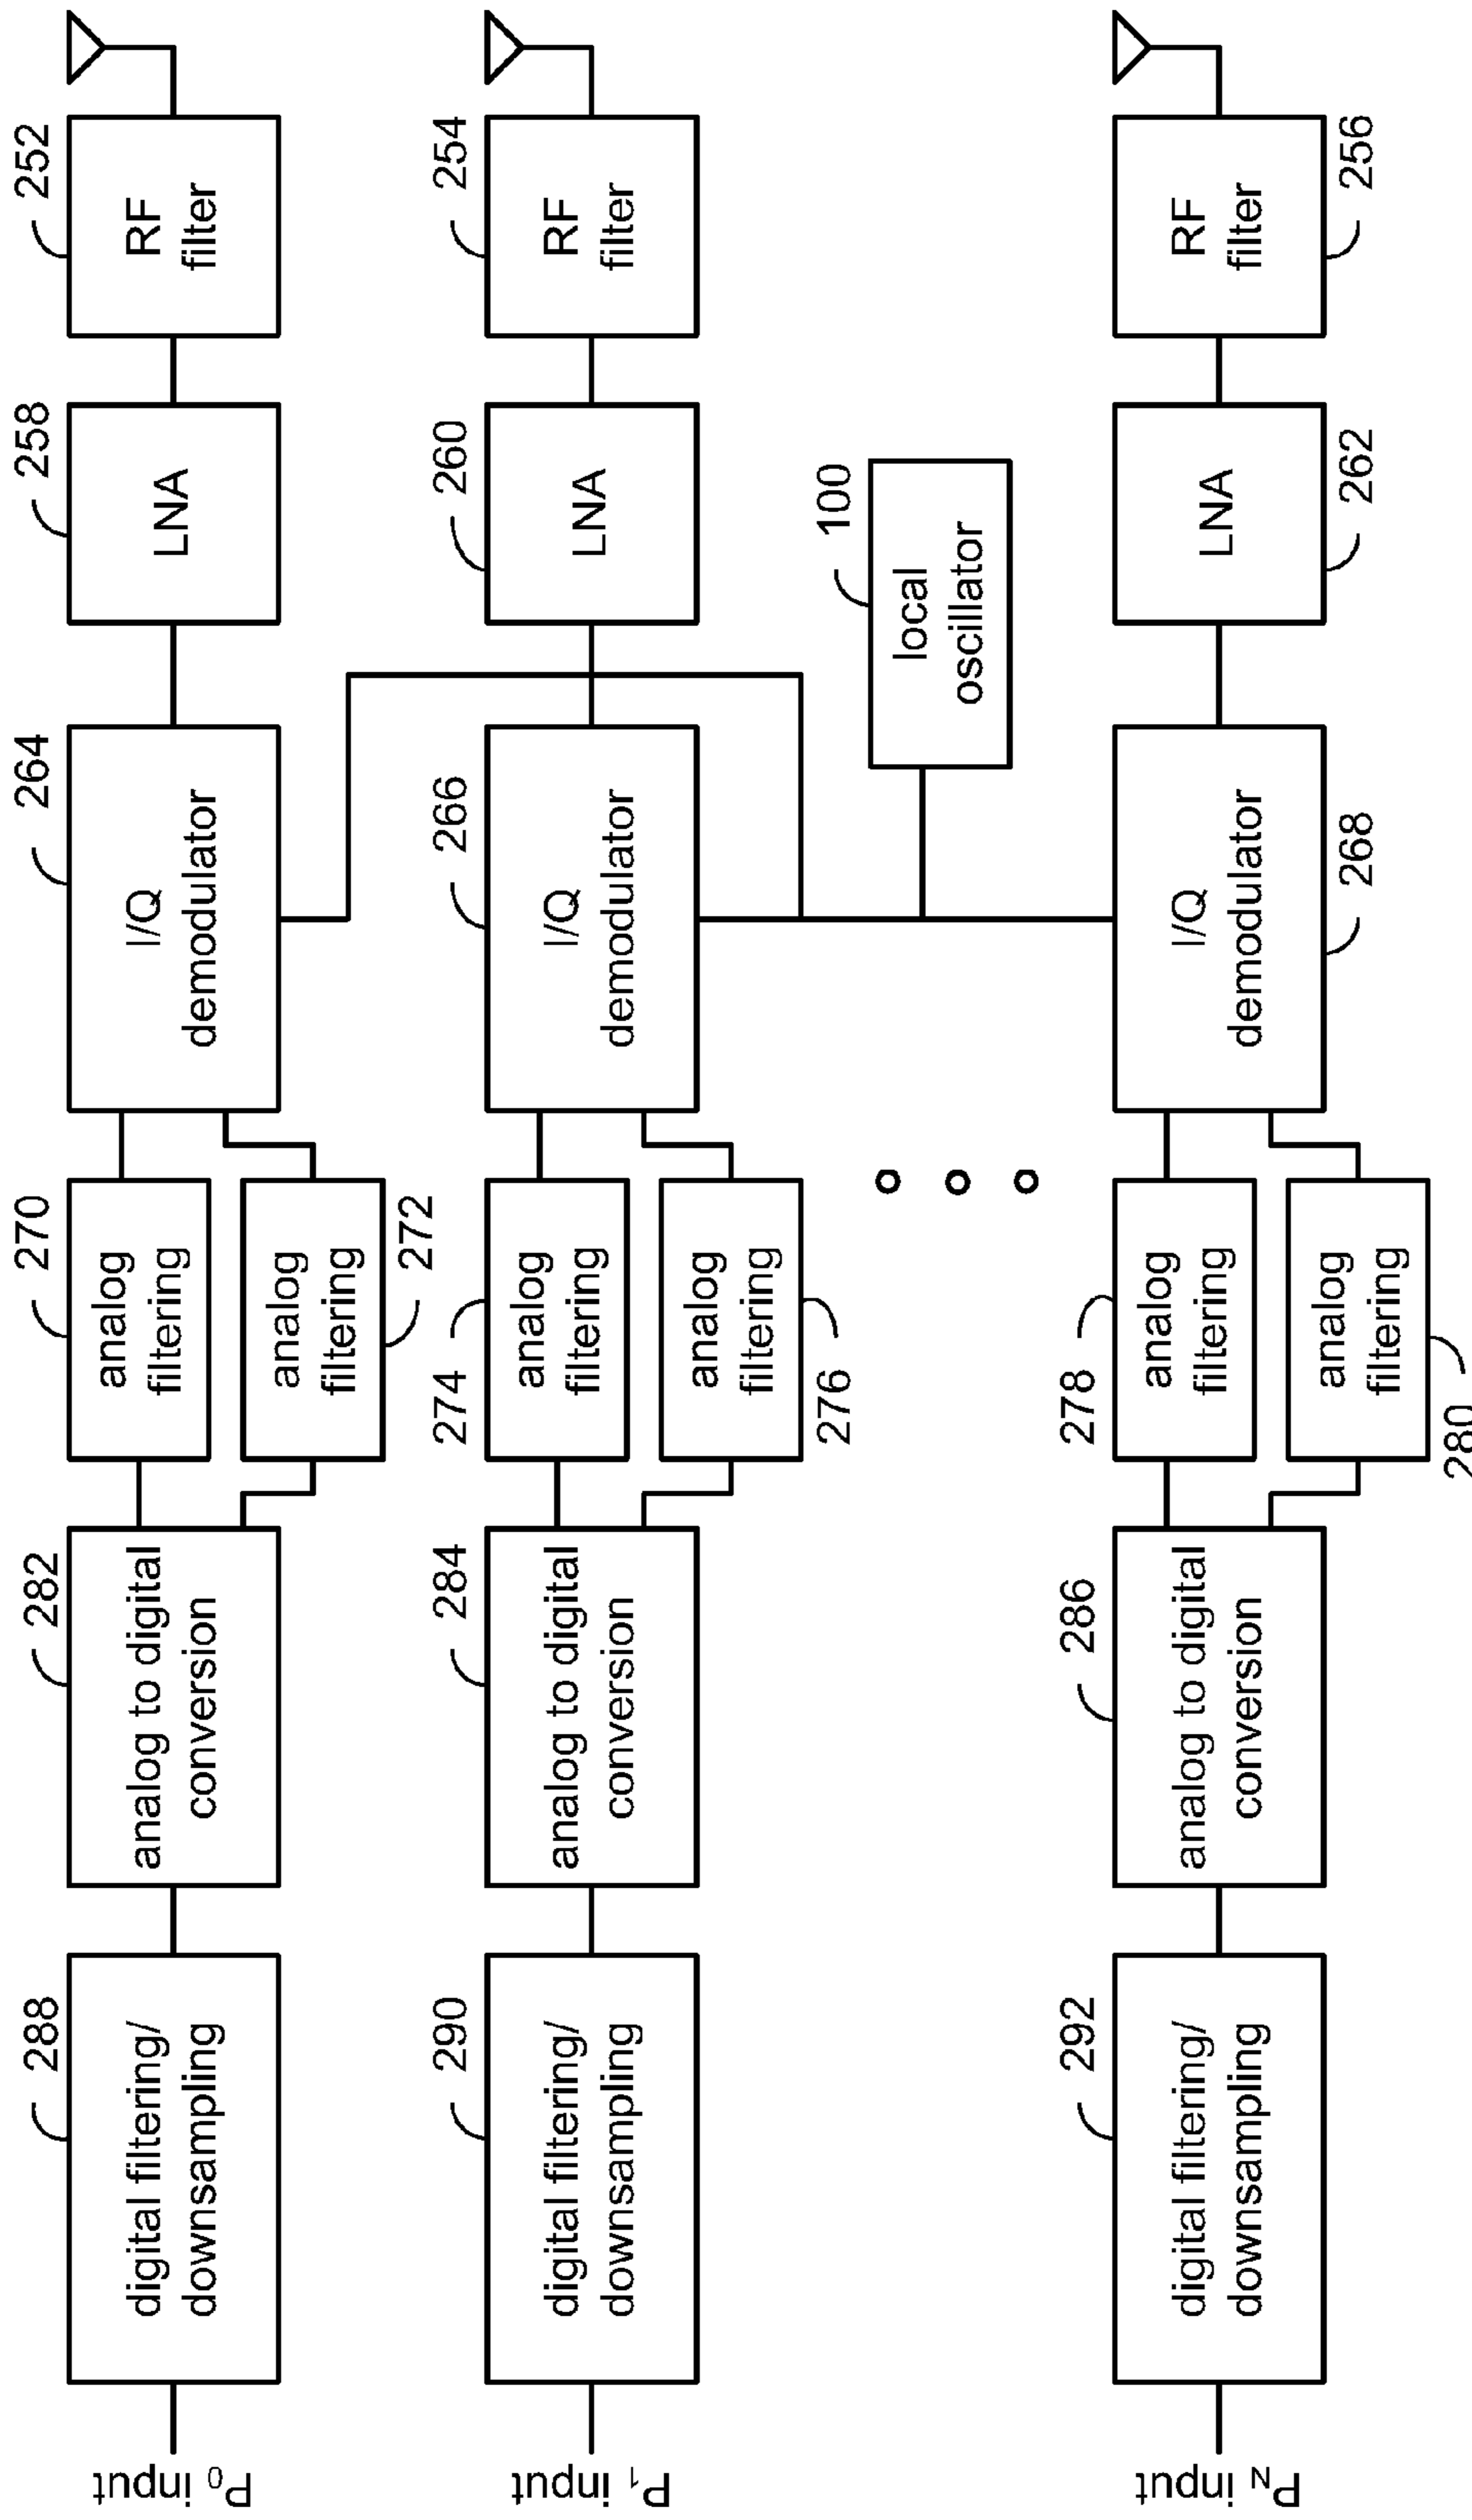 252
RF
filter
258
LNA
264
I/Q
demodulator
270
analog
filtering
analog
filtering
272
282
analog to digital
conversion
288
digital filtering/
downsampling
P0 input
254
RF
filter
260
LNA
266
I/Q
demodulator
274
analog
filtering
analog
filtering
276
284
analog to digital
conversion
290
digital filtering/
downsampling
P1 input
100
local
oscillator
RF
filter
256
LNA
262
I/Q
demodulator
268
278
analog
filtering
analog
filtering
280
286
analog to digital
conversion
292
digital filtering/
downsampling
PN input